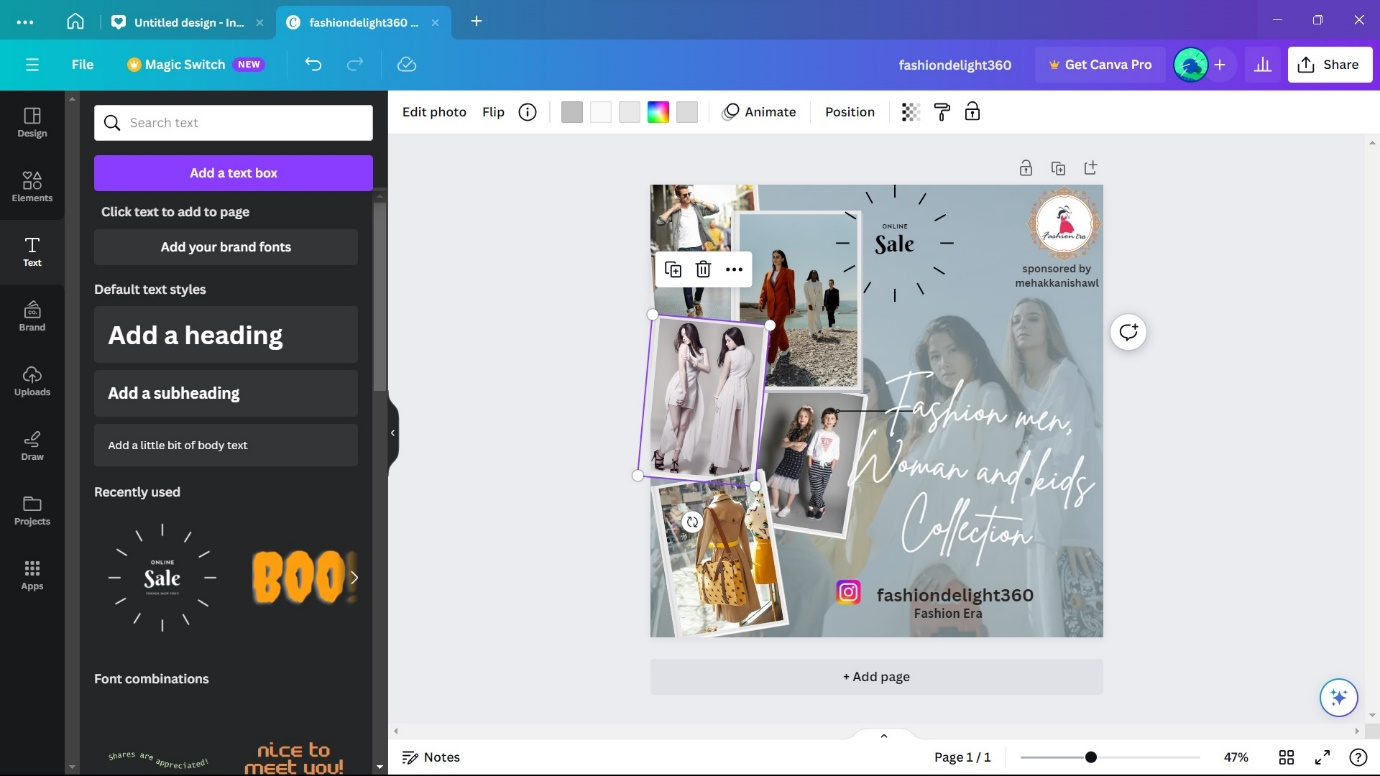 Untitled design - In...
fashiondelight360 ...
File
Magic Switch
NEW
fashiondelight360
Get Canva Pro
Share
Design
Elements
Text
Brand
CO.
Uploads
Draw
Projects
Apps
Search text
Add a text box
Click text to add to page
Add your brand fonts
Default text styles
Add a heading
Add a subheading
Add a little bit of body text
Recently used
ONLINE
Sale
BOO!
Font combinations
Shares are appreciated!
nice to
meet you!
Edit photo
Flip
Animate
Position
ONLINE
Sale
Fashion Era
sponsored by
mehakkanishawl
Fashion men,
Woman and kids
Collection
fashiondelight360
Fashion Era
+ Add page
Notes
Page 1 / 1
47%